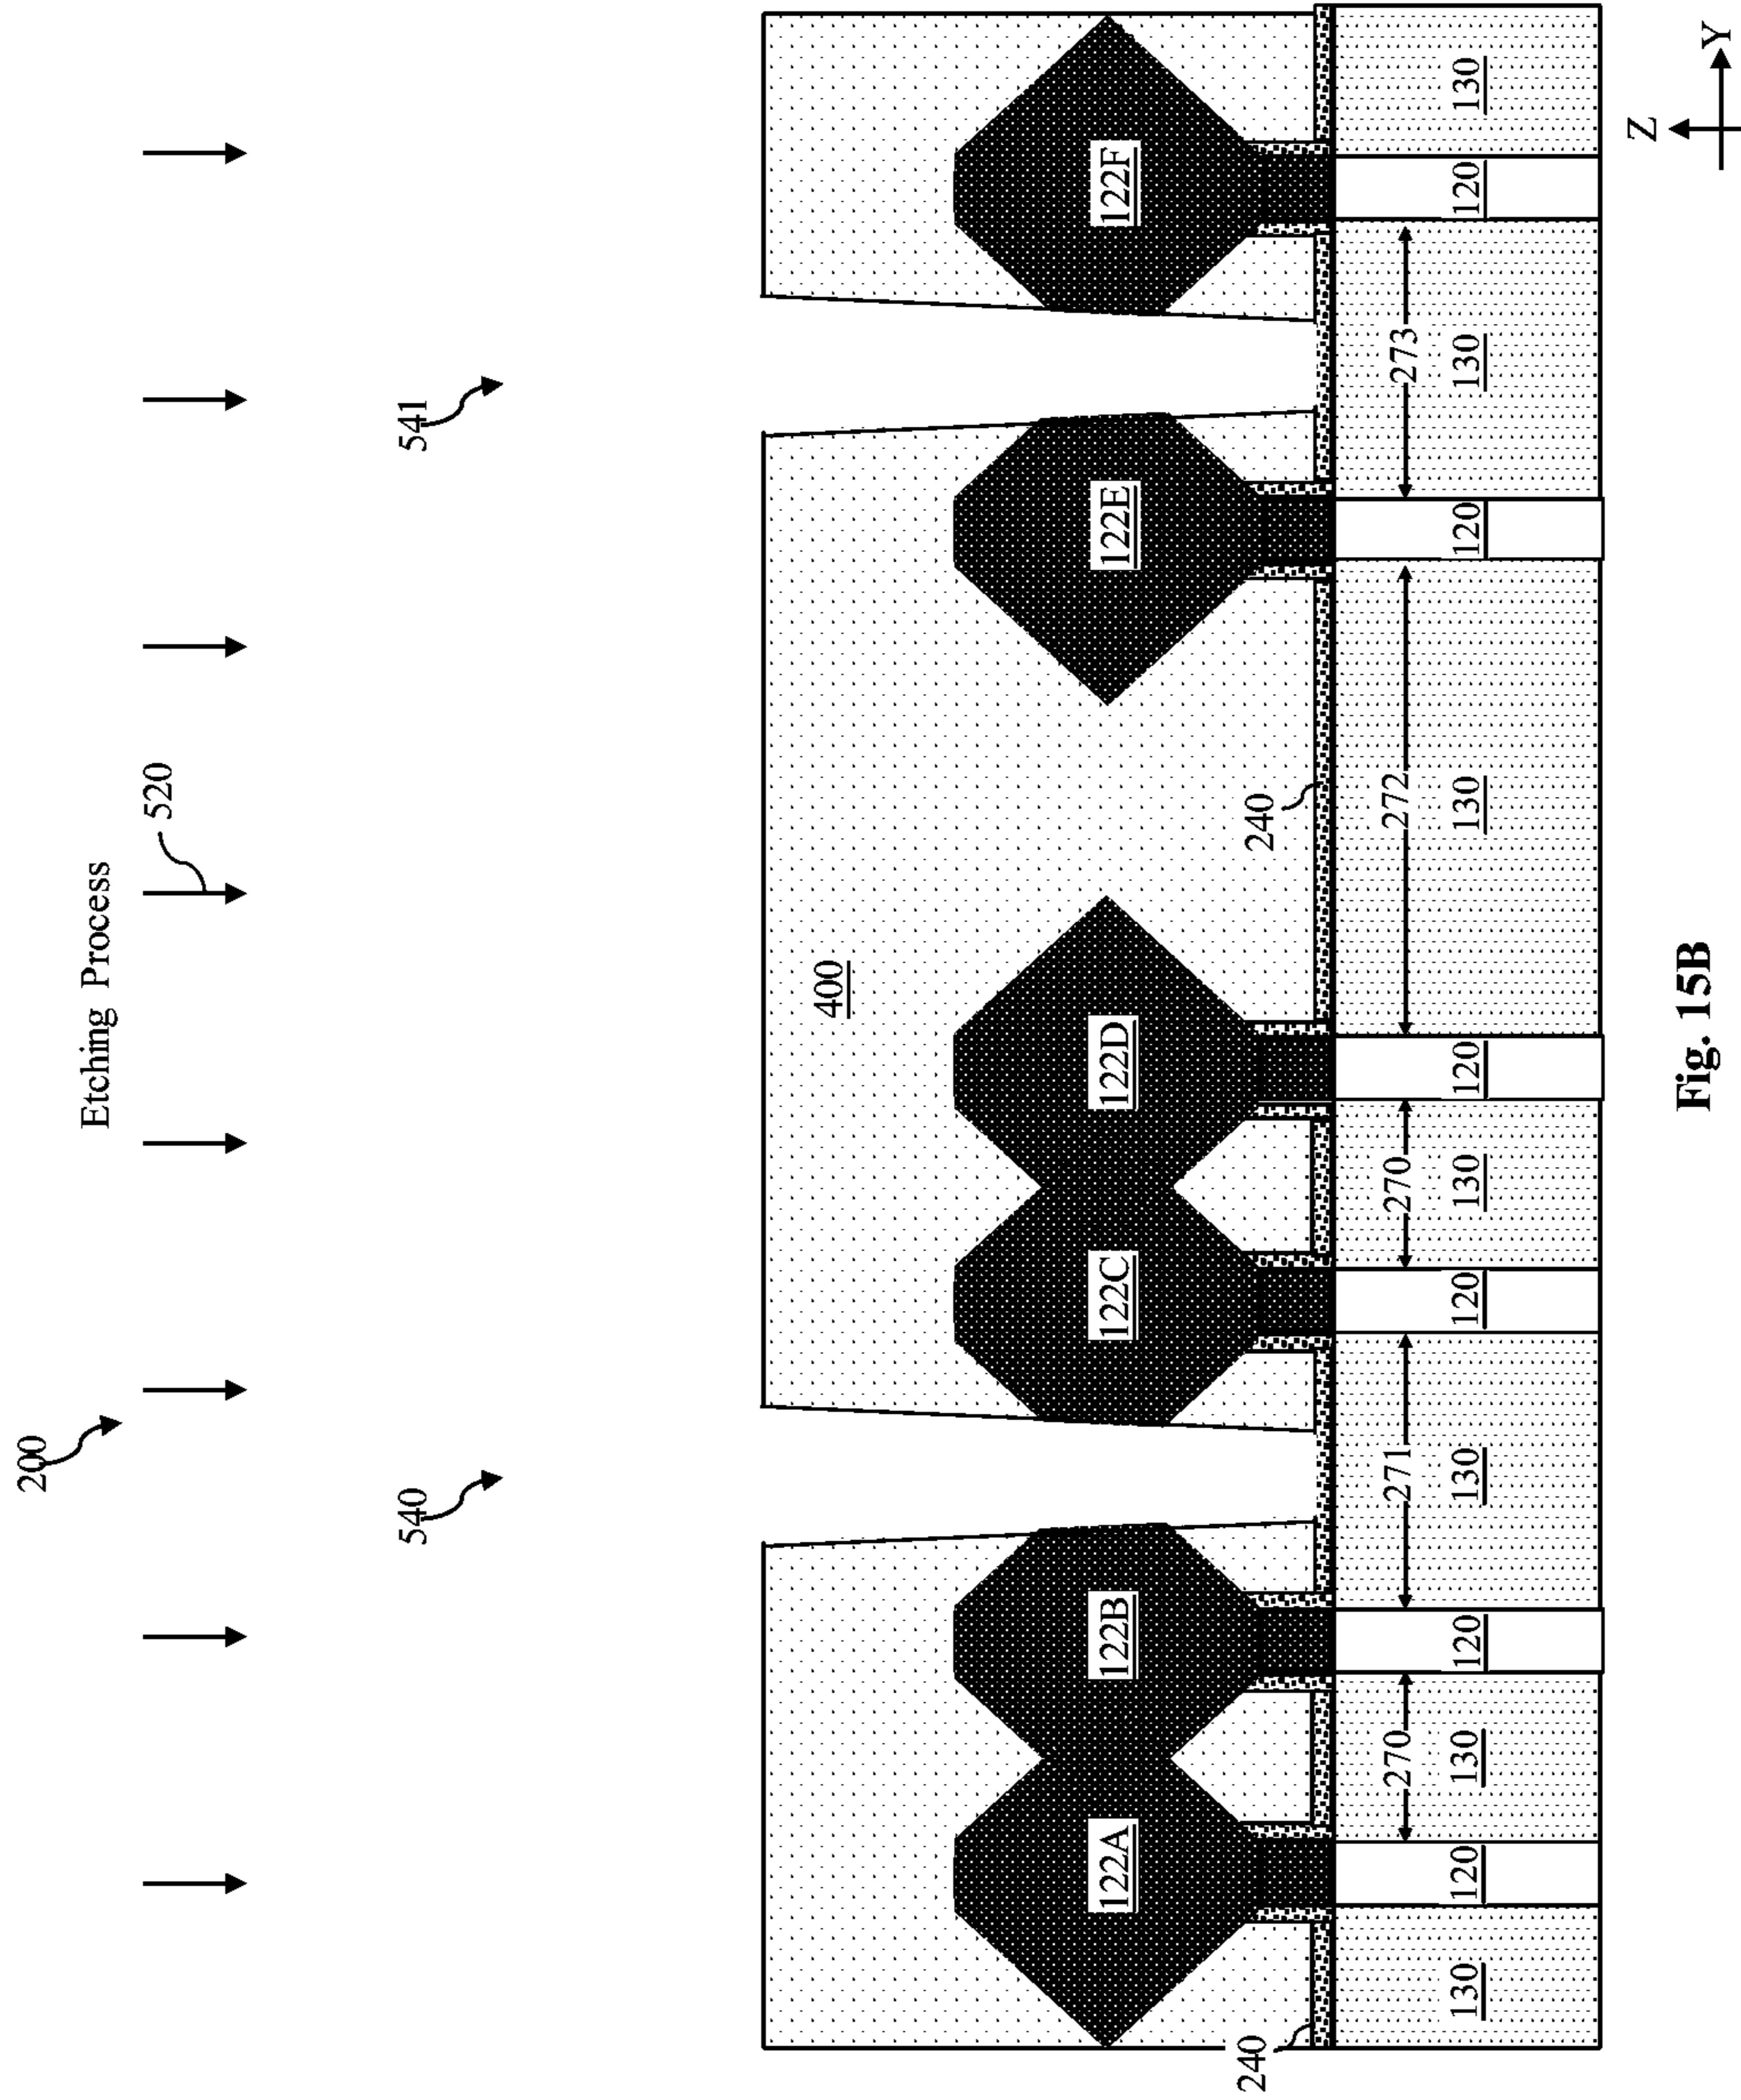 200
Etching Process
520
540 541
400
122A 122B 122C 122D 122E 122F
240 240
270 271 270 272 273
130 120 130 120 130 120 130 120 130 120 130 120 130
Z
Y
Fig. 15B